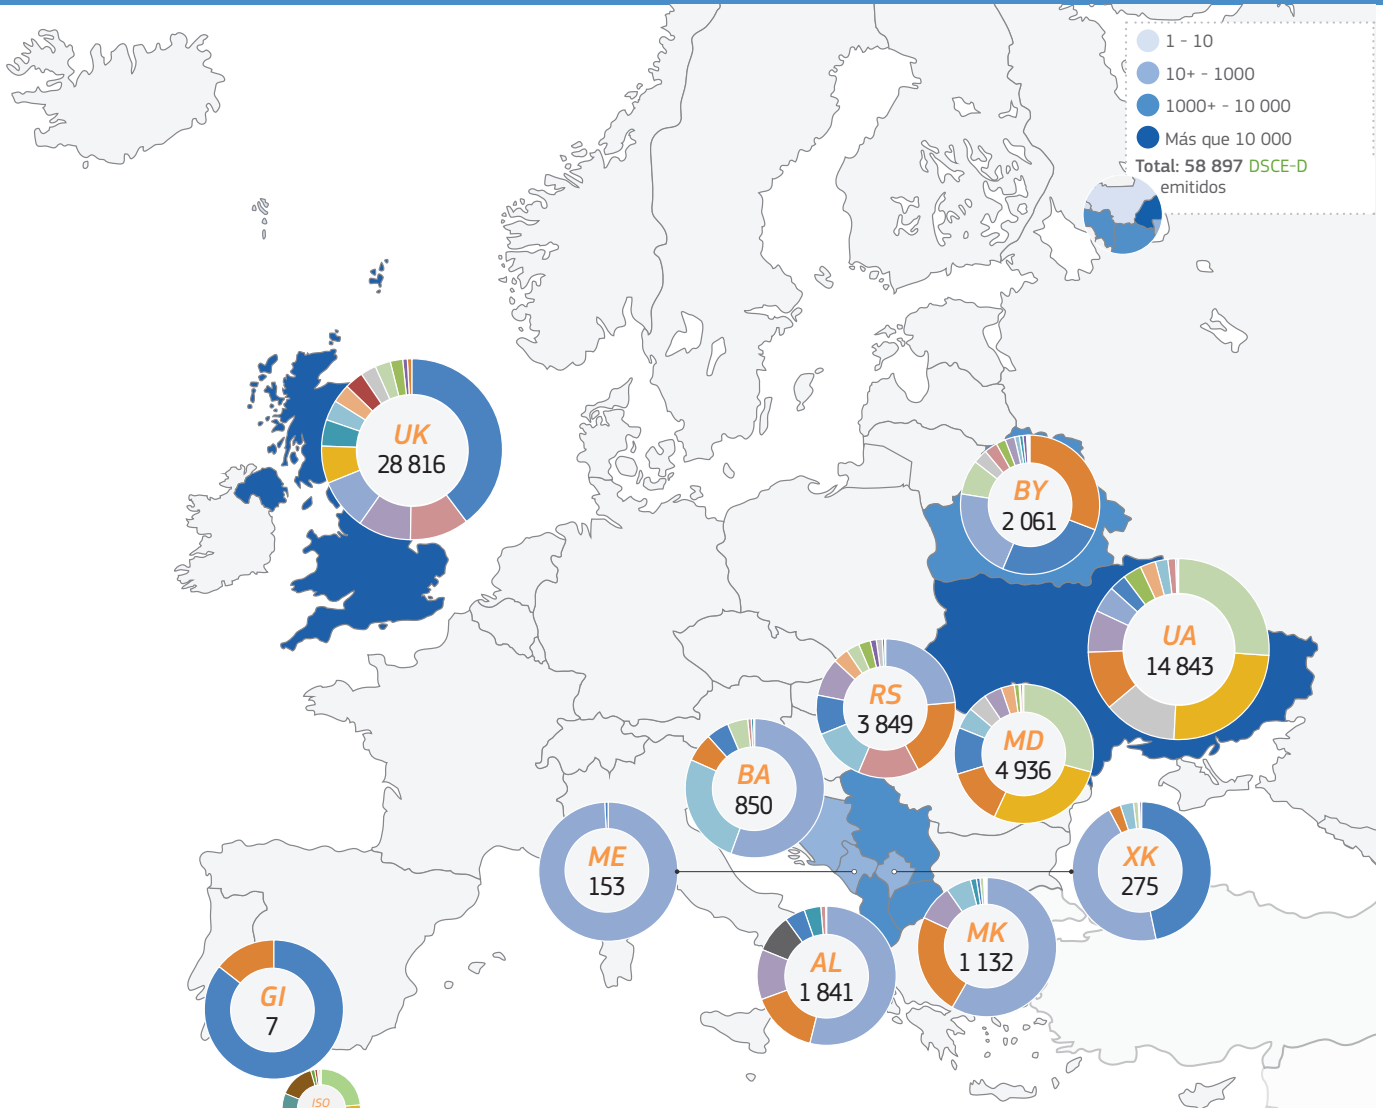 1 - 10
10+ - 1000
1000+ - 10 000
Más que 10 000
Total: 58 897 DSCE-D
emitidos
UK
28 816
BY
2 061
UA
14 843
RS
3 849
MD
4 936
BA
850
ME
153
XK
275
MK
1 132
AL
1 841
GI
7
ISO